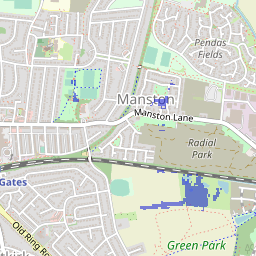 Pendas
Fields
Manston
Manston Lane
Radial
Park
Gates
Old Ring Ro
Green Park